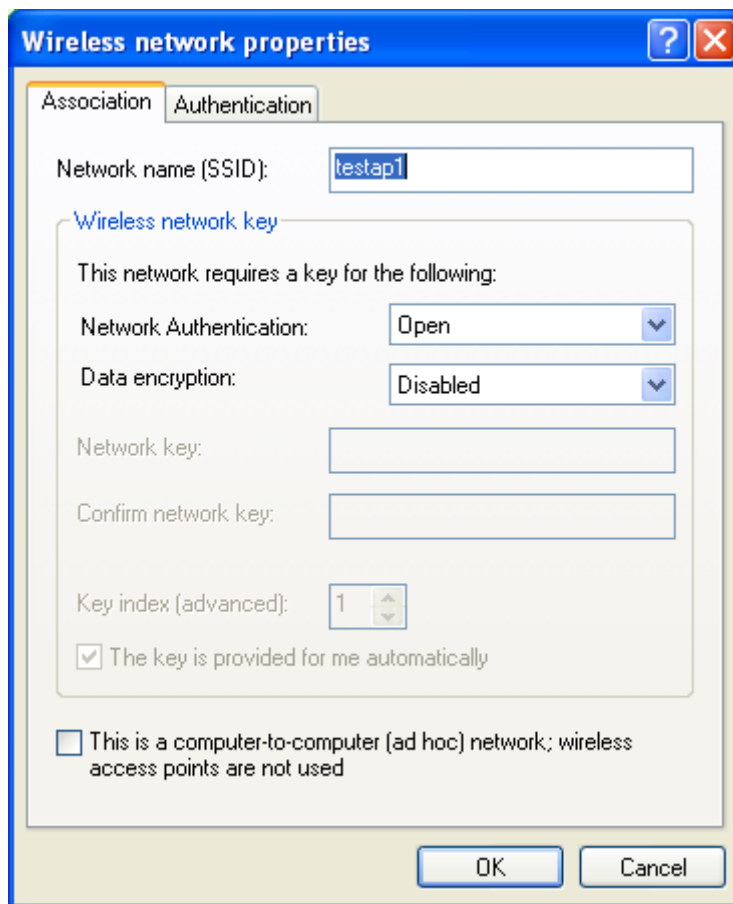 Wireless network properties
Association
Authentication
Network name (SSID):
testap1
Wireless network key
This network requires a key for the following:
Network Authentication:
Open
Data encryption:
Disabled
Network key:
Confirm network key:
Key index (advanced):
1
The key is provided for me automatically
This is a computer-to-computer (ad hoc) network; wireless
access points are not used
OK
Cancel